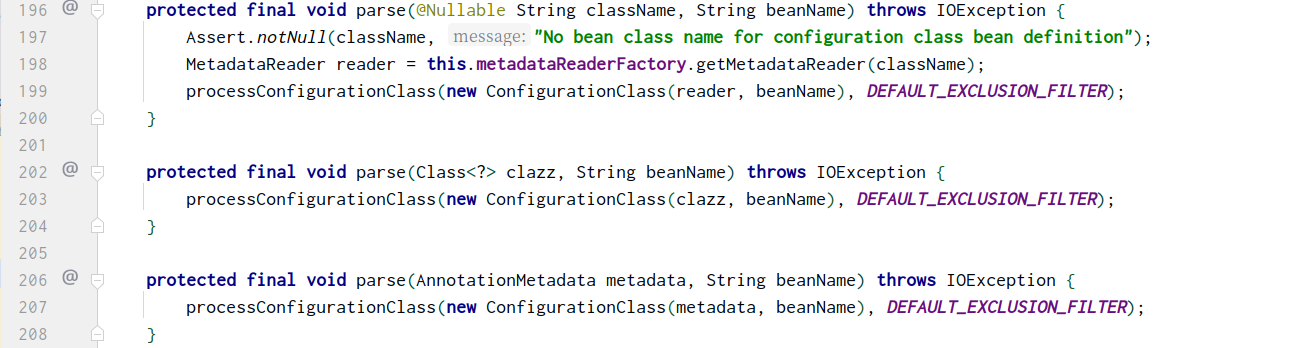 196 @ protected final void parse(@Nullable String className, String beanName) throws IOException {
197 Assert.notNull(className, message: "No bean class name for configuration class bean definition");
198 MetadataReader reader = this.metadataReaderFactory.getMetadataReader(className);
199 processConfigurationClass(new ConfigurationClass(reader, beanName), DEFAULT_EXCLUSION_FILTER);
200 }
201
202 @ protected final void parse(Class<?> clazz, String beanName) throws IOException {
203 processConfigurationClass(new ConfigurationClass(clazz, beanName), DEFAULT_EXCLUSION_FILTER);
204 }
205
206 @ protected final void parse(AnnotationMetadata metadata, String beanName) throws IOException {
207 processConfigurationClass(new ConfigurationClass(metadata, beanName), DEFAULT_EXCLUSION_FILTER);
208 }